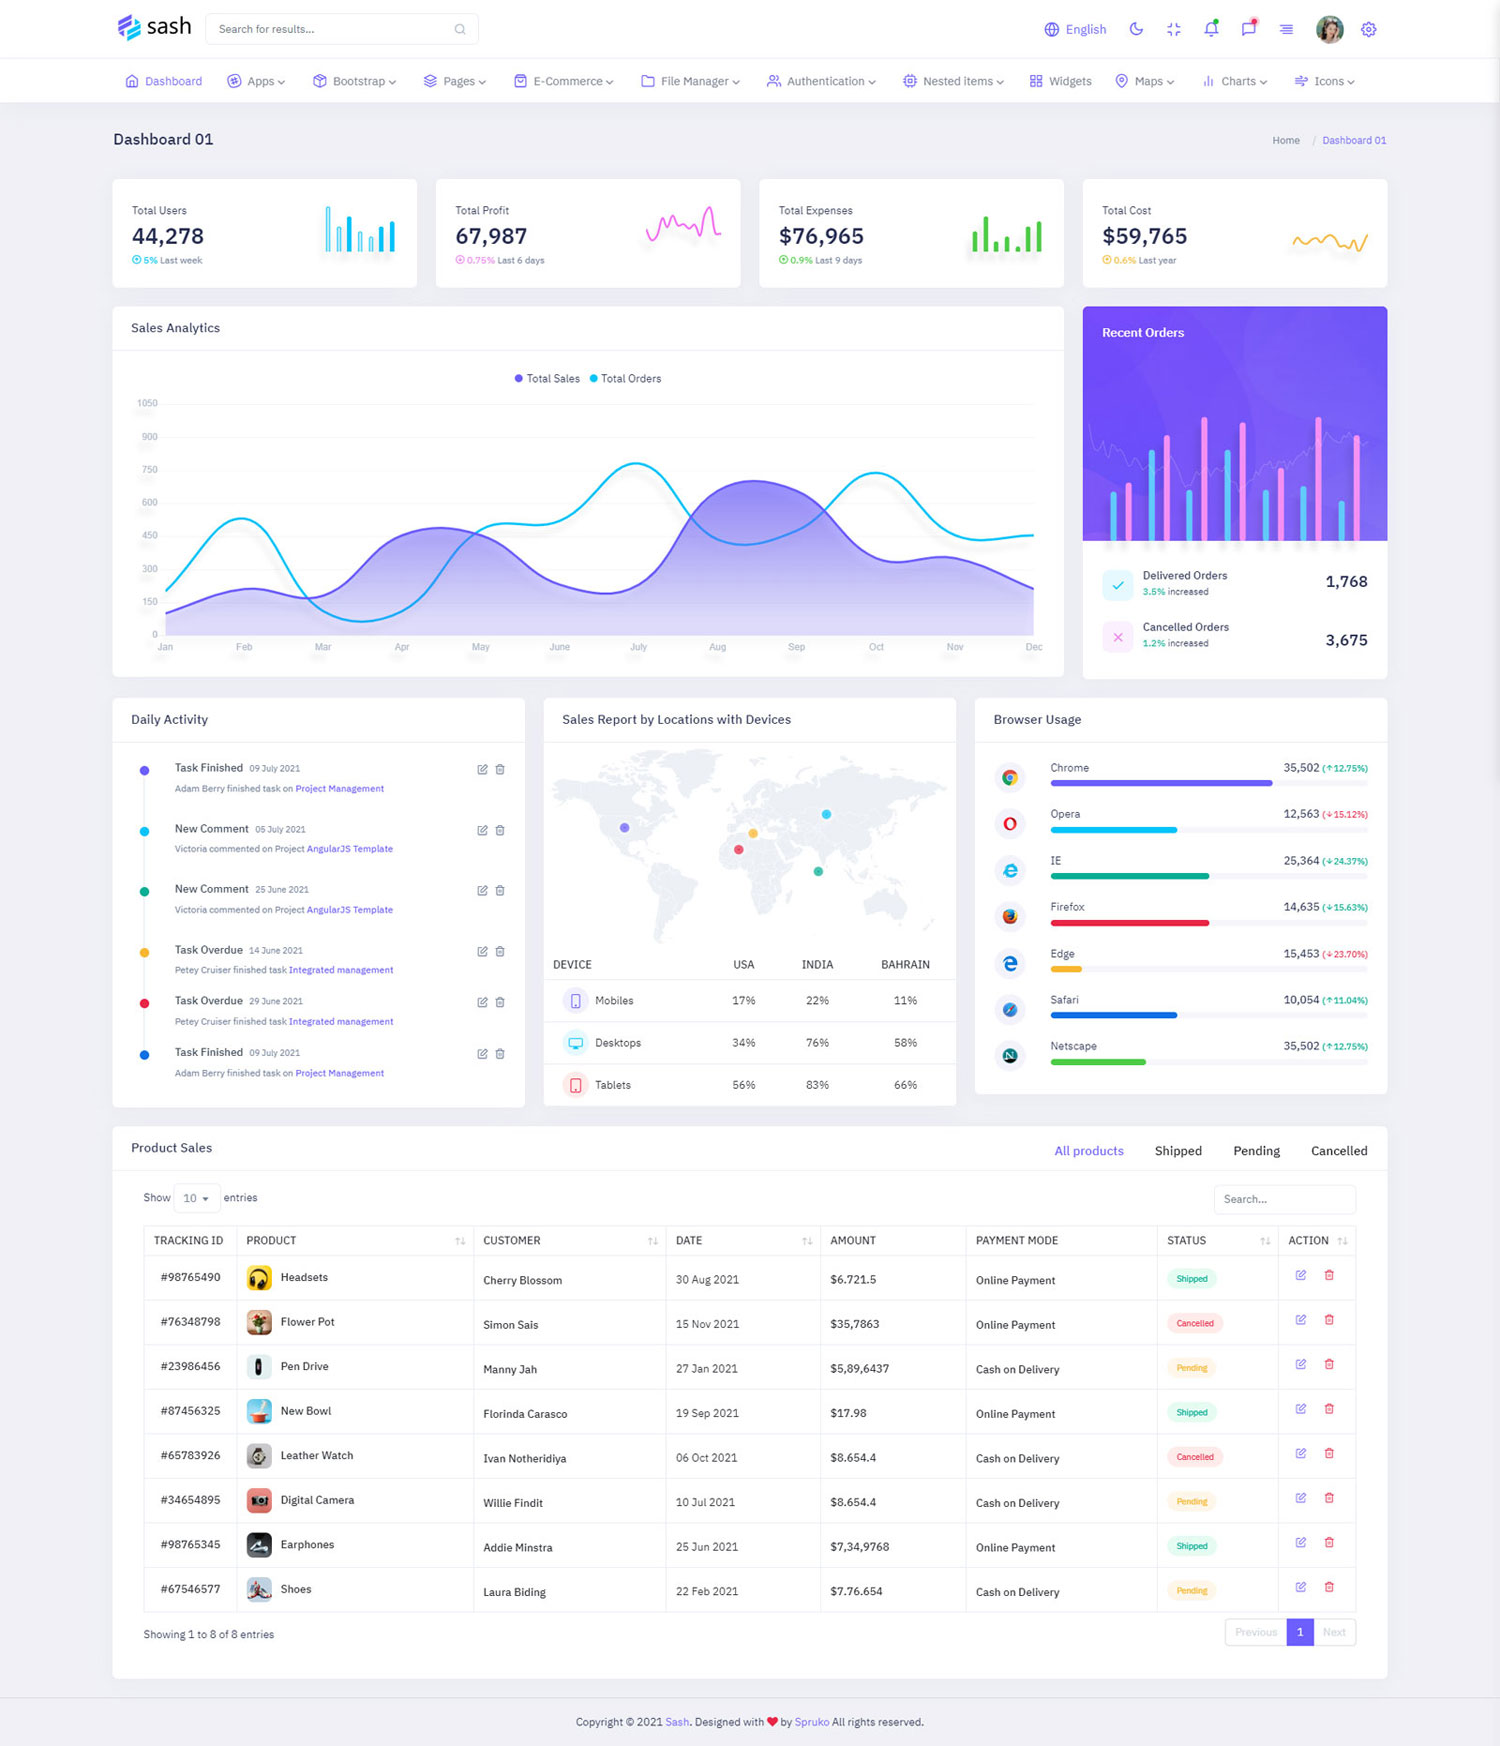 sash
Search for results...
English
Dashboard Apps Bootstrap Pages E-Commerce File Manager Authentication Nested items Widgets Maps Charts Icons
Dashboard 01
Home / Dashboard 01
Total Users
44,278
5% Last week
Total Profit
67,987
0.75% Last 6 days
Total Expenses
$76,965
0.9% Last 9 days
Total Cost
$59,765
0.6% Last year
Sales Analytics
Total Sales Total Orders
1050
900
750
600
450
300
150
0
Jan Feb Mar Apr May June July Aug Sep Oct Nov Dec
Recent Orders
Delivered Orders
3.5% increased
1,768
Cancelled Orders
1.2% increased
3,675
Daily Activity
Task Finished 09 July 2021
Adam Berry finished task on Project Management
New Comment 05 July 2021
Victoria commented on Project AngularJS Template
New Comment 25 June 2021
Victoria commented on Project AngularJS Template
Task Overdue 14 June 2021
Petey Cruiser finished task Integrated management
Task Overdue 29 June 2021
Petey Cruiser finished task Integrated management
Task Finished 09 July 2021
Adam Berry finished task on Project Management
Sales Report by Locations with Devices
DEVICE USA INDIA BAHRAIN
Mobiles 17% 22% 11%
Desktops 34% 76% 58%
Tablets 56% 83% 66%
Browser Usage
Chrome 35,502 (↑12.75%)
Opera 12,563 (↓15.12%)
IE 25,364 (↓24.37%)
Firefox 14,635 (↓15.63%)
Edge 15,453 (↓23.70%)
Safari 10,054 (↑11.04%)
Netscape 35,502 (↑12.75%)
Product Sales
All products Shipped Pending Cancelled
Show 10 entries
Search...
TRACKING ID PRODUCT CUSTOMER DATE AMOUNT PAYMENT MODE STATUS ACTION
#98765490 Headsets Cherry Blossom 30 Aug 2021 $6.721.5 Online Payment Shipped
#76348798 Flower Pot Simon Sais 15 Nov 2021 $35,7863 Online Payment Cancelled
#23986456 Pen Drive Manny Jah 27 Jan 2021 $5,89,6437 Cash on Delivery Pending
#87456325 New Bowl Florinda Carasco 19 Sep 2021 $17.98 Online Payment Shipped
#65783926 Leather Watch Ivan Notheridiya 06 Oct 2021 $8.654.4 Cash on Delivery Cancelled
#34654895 Digital Camera Willie Findit 10 Jul 2021 $8.654.4 Cash on Delivery Pending
#98765345 Earphones Addie Minstra 25 Jun 2021 $7,34,9768 Online Payment Shipped
#67546577 Shoes Laura Biding 22 Feb 2021 $7.76.654 Cash on Delivery Pending
Showing 1 to 8 of 8 entries
Previous 1 Next
Copyright © 2021 Sash. Designed with ❤ by Spruko All rights reserved.